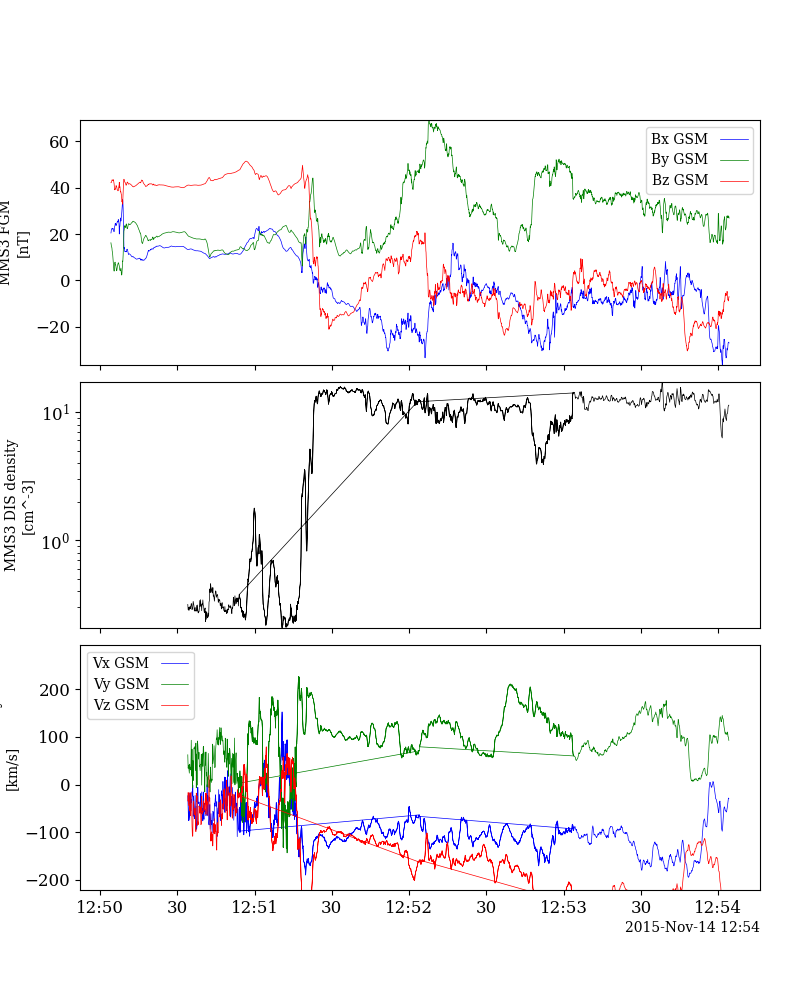 60
40
20
0
−20
MMS3 FGM
[nT]
Bx GSM
By GSM
Bz GSM
10^1
10^0
MMS3 DIS density
[cm^-3]
Vx GSM
Vy GSM
Vz GSM
200
100
0
−100
−200
[km/s]
12:50 30 12:51 30 12:52 30 12:53 30 12:54
2015-Nov-14 12:54